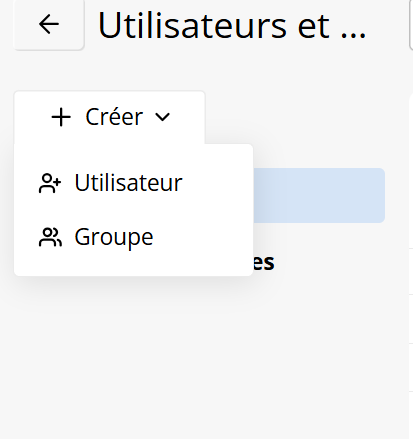 Utilisateurs et ...
Créer
Utilisateur
Groupe
es